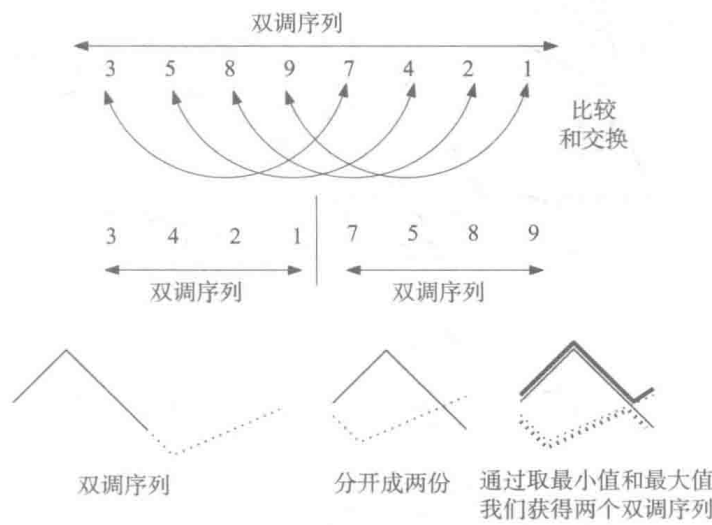 双调序列
3 5 8 9 7 4 2 1
比较
和交换
3 4 2 1 7 5 8 9
双调序列 双调序列
双调序列 分开成两份 通过取最小值和最大值
我们获得两个双调序列